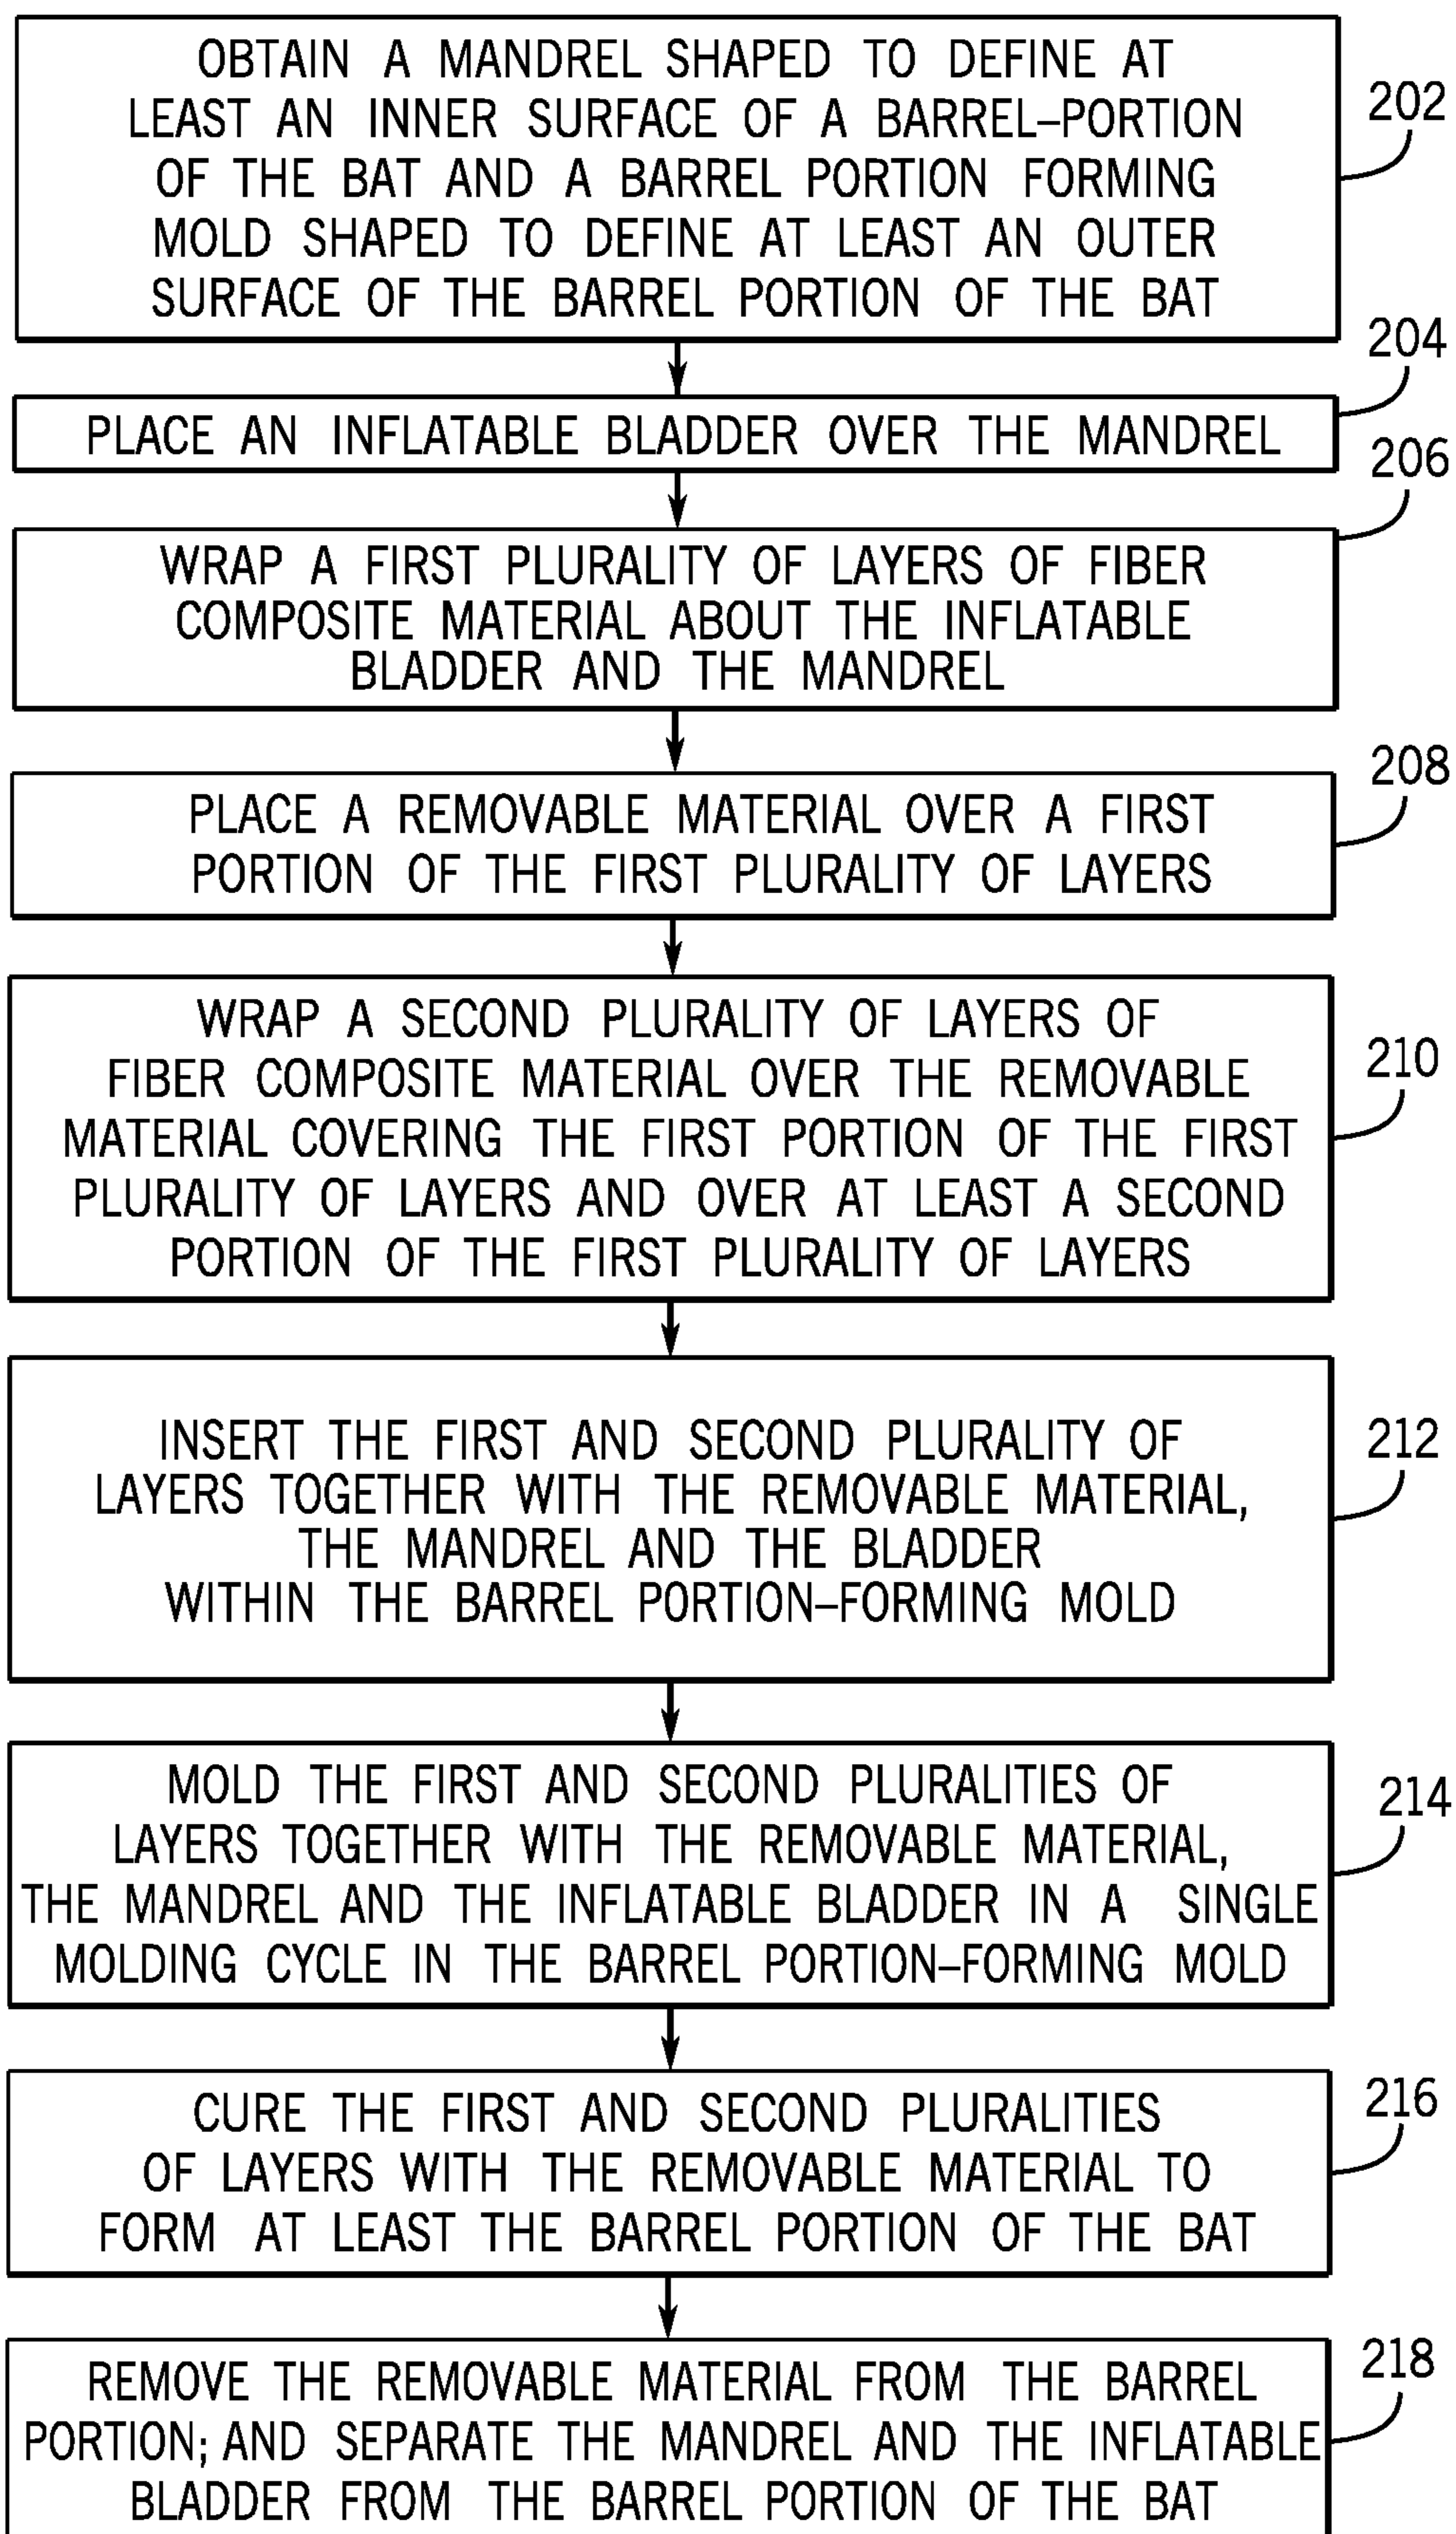 OBTAIN A MANDREL SHAPED TO DEFINE AT
LEAST AN INNER SURFACE OF A BARREL–PORTION
OF THE BAT AND A BARREL PORTION FORMING
MOLD SHAPED TO DEFINE AT LEAST AN OUTER
SURFACE OF THE BARREL PORTION OF THE BAT
202
204
PLACE AN INFLATABLE BLADDER OVER THE MANDREL
206
WRAP A FIRST PLURALITY OF LAYERS OF FIBER
COMPOSITE MATERIAL ABOUT THE INFLATABLE
BLADDER AND THE MANDREL
208
PLACE A REMOVABLE MATERIAL OVER A FIRST
PORTION OF THE FIRST PLURALITY OF LAYERS
WRAP A SECOND PLURALITY OF LAYERS OF
FIBER COMPOSITE MATERIAL OVER THE REMOVABLE
MATERIAL COVERING THE FIRST PORTION OF THE FIRST
PLURALITY OF LAYERS AND OVER AT LEAST A SECOND
PORTION OF THE FIRST PLURALITY OF LAYERS
210
INSERT THE FIRST AND SECOND PLURALITY OF
LAYERS TOGETHER WITH THE REMOVABLE MATERIAL,
THE MANDREL AND THE BLADDER
WITHIN THE BARREL PORTION–FORMING MOLD
212
MOLD THE FIRST AND SECOND PLURALITIES OF
LAYERS TOGETHER WITH THE REMOVABLE MATERIAL,
THE MANDREL AND THE INFLATABLE BLADDER IN A SINGLE
MOLDING CYCLE IN THE BARREL PORTION–FORMING MOLD
214
CURE THE FIRST AND SECOND PLURALITIES
OF LAYERS WITH THE REMOVABLE MATERIAL TO
FORM AT LEAST THE BARREL PORTION OF THE BAT
216
REMOVE THE REMOVABLE MATERIAL FROM THE BARREL
PORTION; AND SEPARATE THE MANDREL AND THE INFLATABLE
BLADDER FROM THE BARREL PORTION OF THE BAT
218